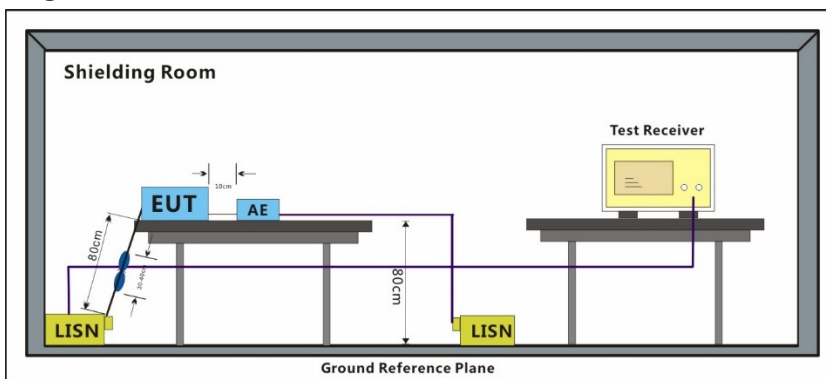 Shielding Room
Test Receiver
10cm
EUT
AE
80cm
80cm
LISN
LISN
Ground Reference Plane